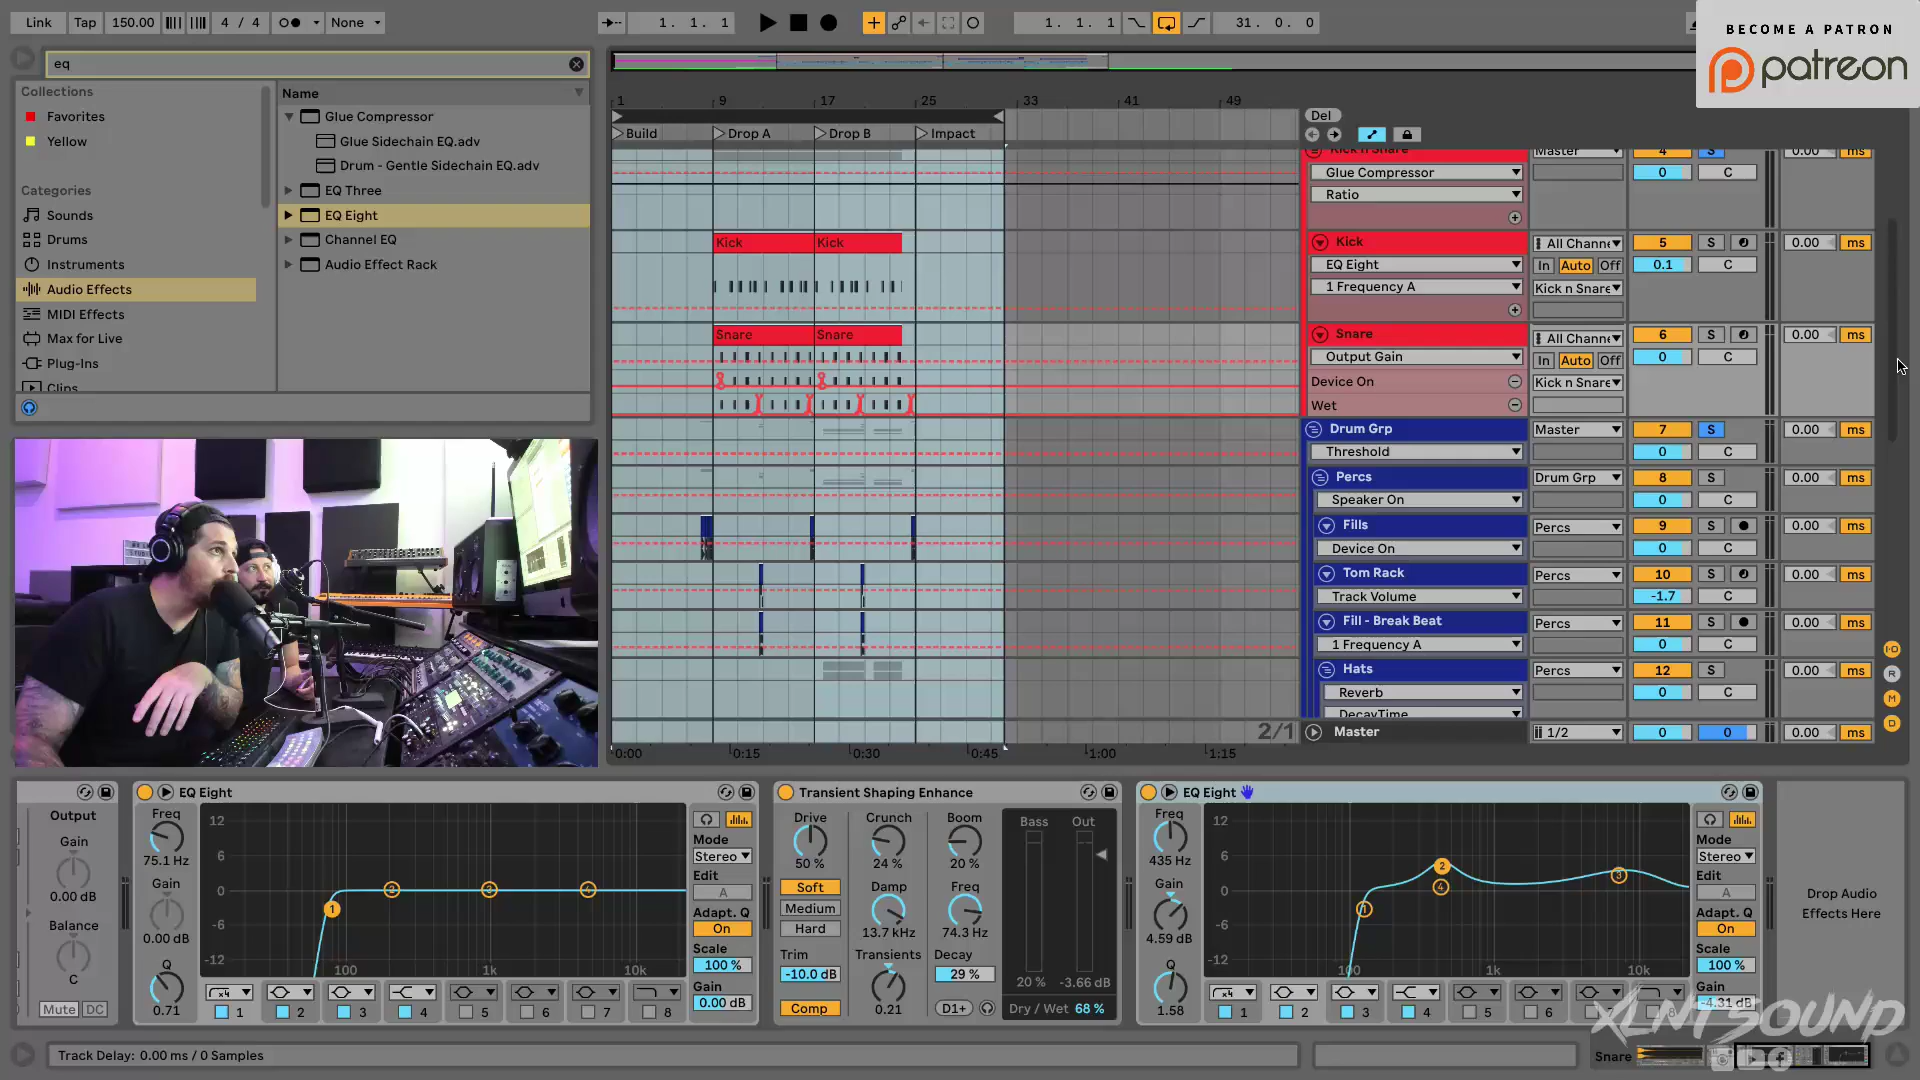 Link Tap 150.00 4 / 4 None 1. 1. 1 1. 1. 1 31. 0. 0
BECOME A PATRON
patreon
eq
Collections
Favorites
Yellow
Categories
Sounds
Drums
Instruments
Audio Effects
MIDI Effects
Max for Live
Plug-Ins
Clips
Name
Glue Compressor
Glue Sidechain EQ.adv
Drum - Gentle Sidechain EQ.adv
EQ Three
EQ Eight
Channel EQ
Audio Effect Rack
1 9 17 25 33 41 49
Build Drop A Drop B Impact
Kick Kick
Snare Snare
2/1
0:00 0:15 0:30 0:45 1:00 1:15
Del
Kick n Snare Master 4 S 0.00 ms
Glue Compressor 0 C
Ratio
Kick All Channe 5 S 0.00 ms
EQ Eight In Auto Off 0.1 C
1 Frequency A Kick n Snare
Snare All Channe 6 S 0.00 ms
Output Gain In Auto Off 0 C
Device On Kick n Snare
Wet
Drum Grp Master 7 S 0.00 ms
Threshold 0 C
Percs Drum Grp 8 S 0.00 ms
Speaker On 0 C
Fills Percs 9 S 0.00 ms
Device On 0 C
Tom Rack Percs 10 S 0.00 ms
Track Volume -1.7 C
Fill - Break Beat Percs 11 S 0.00 ms
1 Frequency A 0 C
Hats Percs 12 S 0.00 ms
Reverb 0 C
DecayTime
Master 1/2 0 0 0.00 ms
I-O
R
M
D
Output
Gain
0.00 dB
Balance
C
Mute DC
EQ Eight
Freq
75.1 Hz
Gain
0.00 dB
Q
0.71
12
6
0
-6
-12
100 1k 10k
1 2 3 4
1 2 3 4 5 6 7 8
Mode
Stereo
Edit
A
Adapt. Q
On
Scale
100 %
Gain
0.00 dB
Transient Shaping Enhance
Drive Crunch Boom
50 % 24 % 20 %
Soft Damp Freq
Medium
Hard 13.7 kHz 74.3 Hz
Trim Transients Decay
-10.0 dB 29 %
Comp 0.21 D1+
Bass Out
20 % -3.66 dB
Dry / Wet 68 %
EQ Eight
Freq
435 Hz
Gain
4.59 dB
Q
1.58
12
6
0
-6
-12
100 1k 10k
1 2 4 3
1 2 3 4 5 6 7 8
Mode
Stereo
Edit
A
Adapt. Q
On
Scale
100 %
Gain
-4.31 dB
Drop Audio
Effects Here
XLNTSOUND
Track Delay: 0.00 ms / 0 Samples
Snare